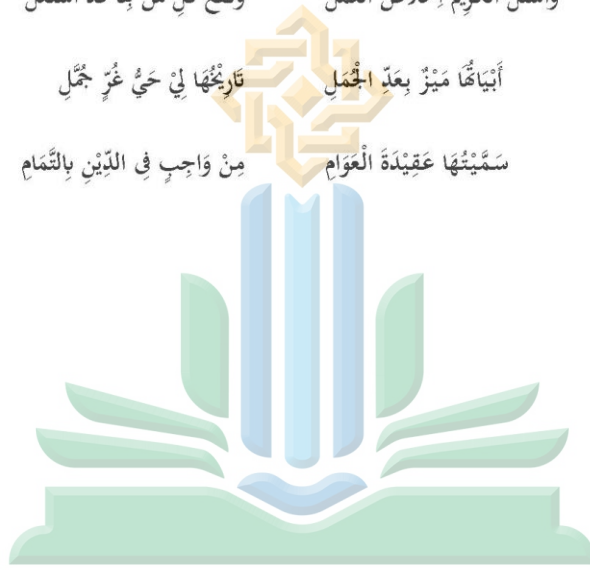 أَبْيَاتُهَا مَيْزٌ بِعَدِّ الْجُمَلِ تَارِيْخُهَا لِيْ حَيُّ غُرٍّ جُمَّلِ
سَمَّيْتُهَا عَقِيْدَةَ الْعَوَامِ مِنْ وَاجِبٍ فِى الدِّيْنِ بِالتَّمَامِ